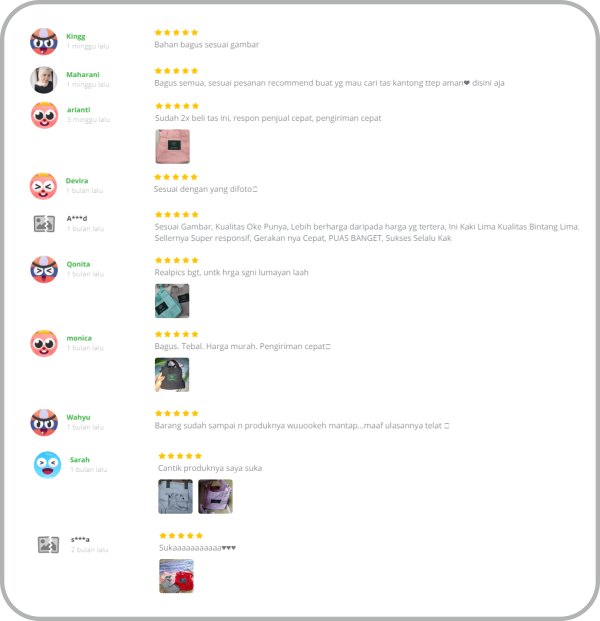 Kingg
1 minggu lalu
Bahan bagus sesuai gambar
Maharani
1 minggu lalu
Bagus semua, sesuai pesanan recommend buat yg mau cari tas kantong ttep aman❤ disini aja
arianti
3 minggu lalu
Sudah 2x beli tas ini, respon penjual cepat, pengiriman cepat
Devira
1 bulan lalu
Sesuai dengan yang difoto
A***d
1 bulan lalu
Sesuai Gambar, Kualitas Oke Punya, Lebih berharga daripada harga yg tertera, Ini Kaki Lima Kualitas Bintang Lima.
Sellernya Super responsif, Gerakan nya Cepat, PUAS BANGET, Sukses Selalu Kak
Qonita
1 bulan lalu
Realpics bgt, untk hrga sgni lumayan laah
monica
1 bulan lalu
Bagus. Tebal. Harga murah. Pengiriman cepat
Wahyu
1 bulan lalu
Barang sudah sampai n produknya wuuookeh mantap...maaf ulasannya telat
Sarah
1 bulan lalu
Cantik produknya saya suka
s***a
2 bulan lalu
Sukaaaaaaaaaaa♥♥♥